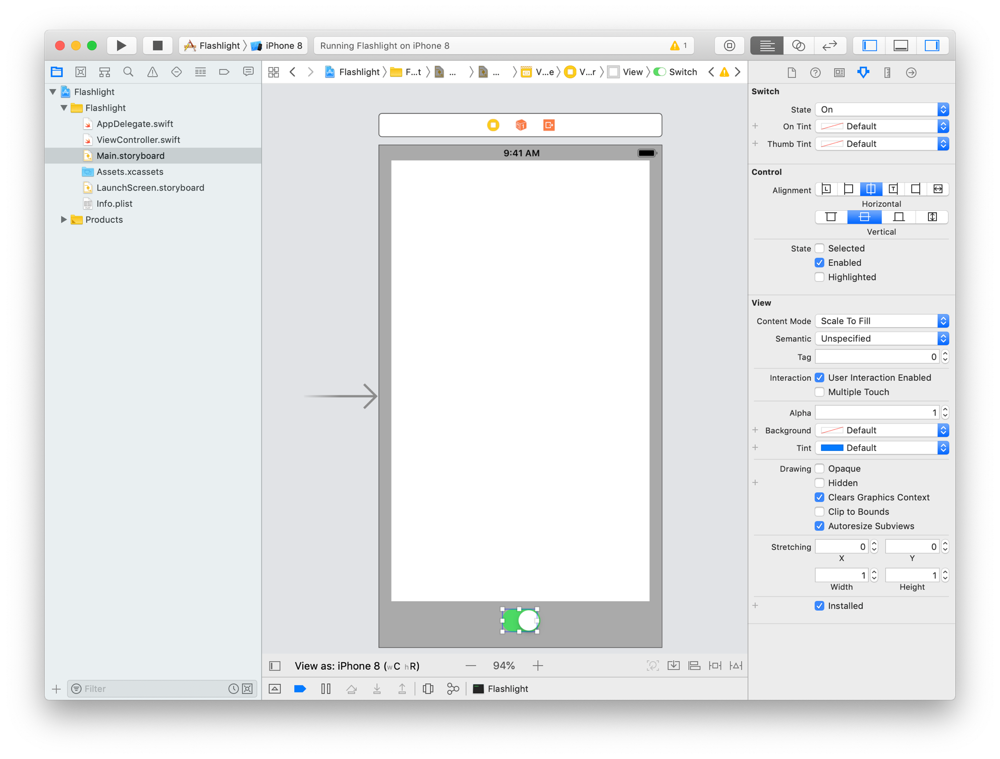 Flashlight
iPhone 8
Running Flashlight on iPhone 8
1
Flashlight
F...t
...
...
V...e
V...r
View
Switch
Flashlight
Flashlight
AppDelegate.swift
ViewController.swift
Main.storyboard
Assets.xcassets
LaunchScreen.storyboard
Info.plist
Products
Filter
9:41 AM
View as: iPhone 8 (wC hR)
94%
Flashlight
Switch
State On
On Tint Default
Thumb Tint Default
Control
Alignment
Horizontal
Vertical
State Selected
Enabled
Highlighted
View
Content Mode Scale To Fill
Semantic Unspecified
Tag 0
Interaction User Interaction Enabled
Multiple Touch
Alpha 1
Background Default
Tint Default
Drawing Opaque
Hidden
Clears Graphics Context
Clip to Bounds
Autoresize Subviews
Stretching 0 0
X Y
1 1
Width Height
Installed